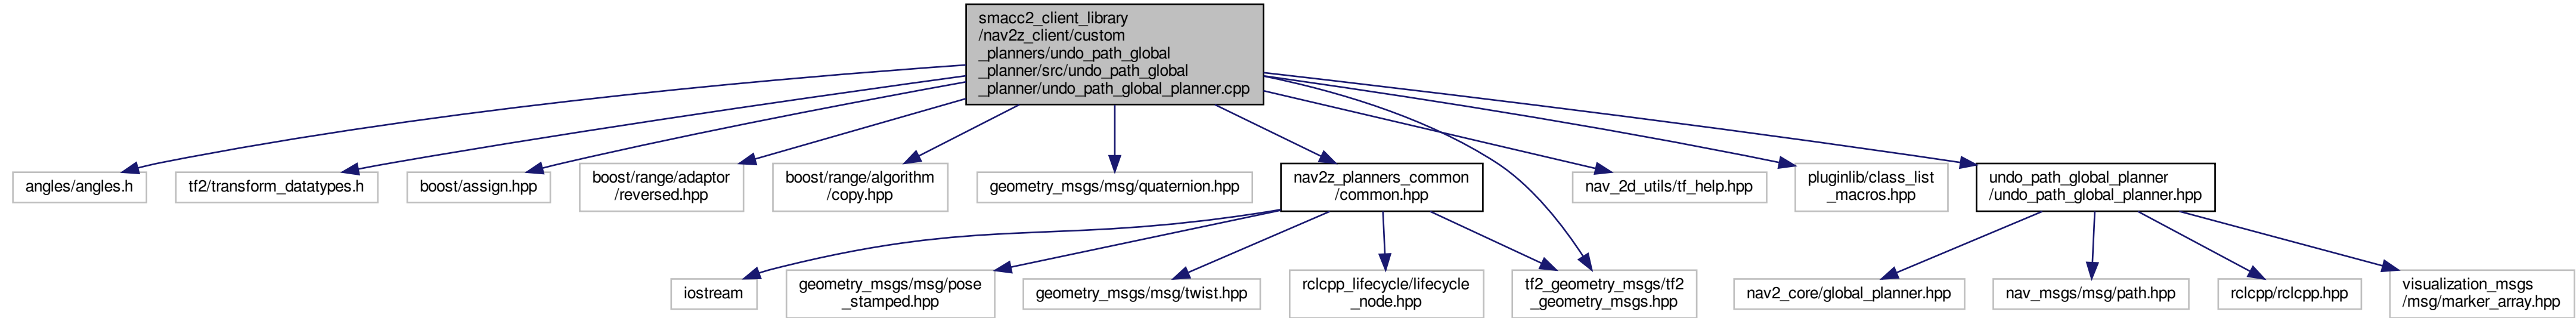 smacc2_client_library
/nav2z_client/custom
_planners/undo_path_global
_planner/src/undo_path_global
_planner/undo_path_global_planner.cpp
angles/angles.h
tf2/transform_datatypes.h
boost/assign.hpp
boost/range/adaptor
/reversed.hpp
boost/range/algorithm
/copy.hpp
geometry_msgs/msg/quaternion.hpp
nav2z_planners_common
/common.hpp
nav_2d_utils/tf_help.hpp
pluginlib/class_list
_macros.hpp
undo_path_global_planner
/undo_path_global_planner.hpp
iostream
geometry_msgs/msg/pose
_stamped.hpp
geometry_msgs/msg/twist.hpp
rclcpp_lifecycle/lifecycle
_node.hpp
tf2_geometry_msgs/tf2
_geometry_msgs.hpp
nav2_core/global_planner.hpp
nav_msgs/msg/path.hpp
rclcpp/rclcpp.hpp
visualization_msgs
/msg/marker_array.hpp